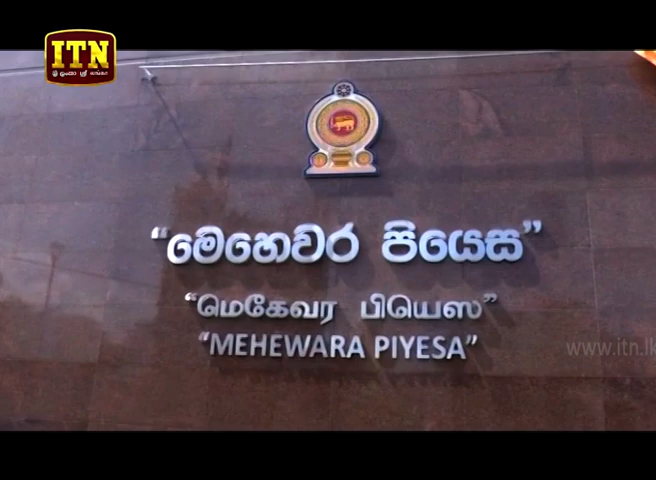 ITN
“මෙහෙවර පියෙස”
“மெகேவர பியெஸ”
“MEHEWARA PIYESA”
www.itn.lk